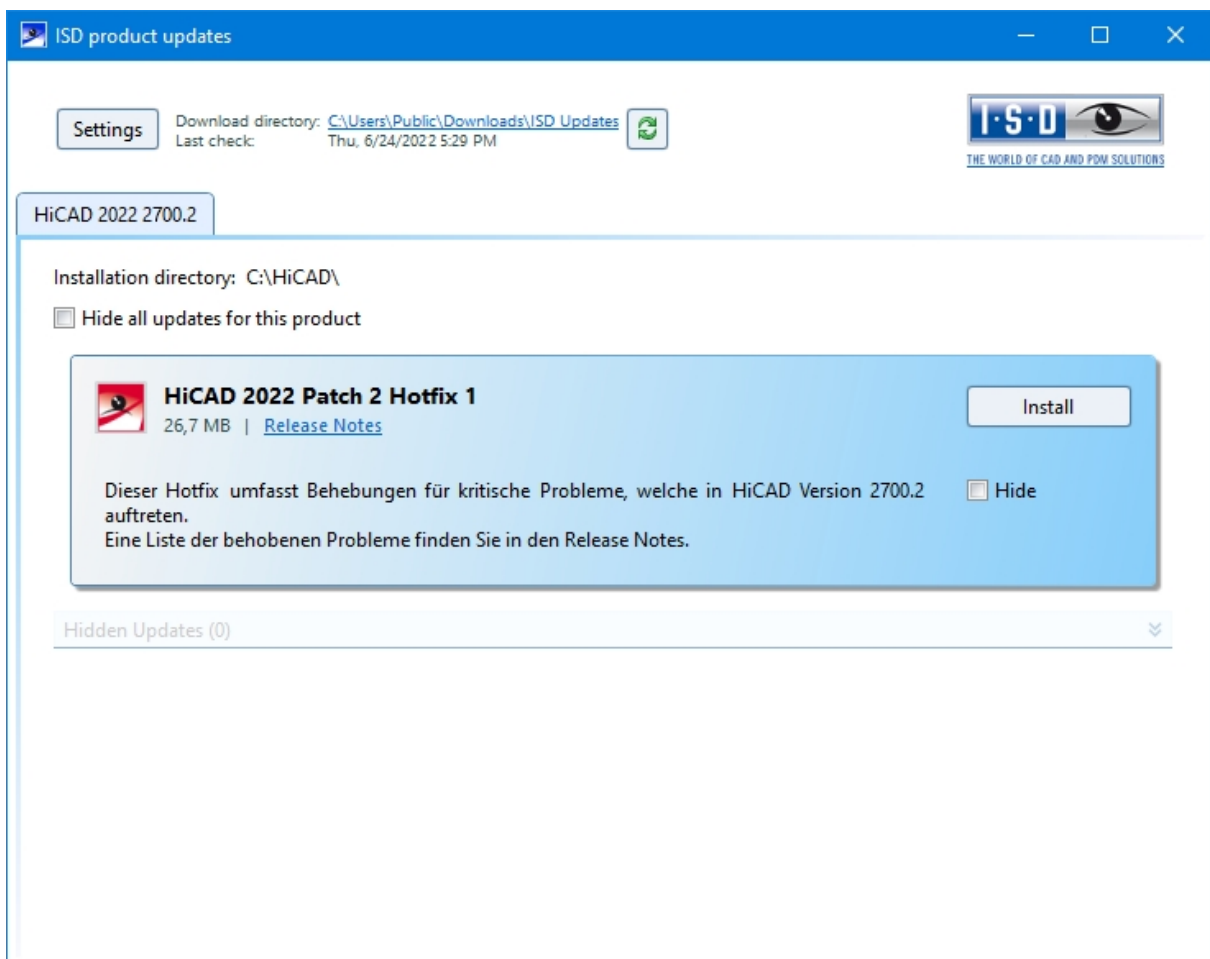 ISD product updates
Settings
Download directory: C:\Users\Public\Downloads\ISD Updates
Last check: Thu, 6/24/2022 5:29 PM
I·S·D
THE WORLD OF CAD AND PDM SOLUTIONS
HiCAD 2022 2700.2
Installation directory: C:\HiCAD\
Hide all updates for this product
HiCAD 2022 Patch 2 Hotfix 1
Install
26,7 MB | Release Notes
Dieser Hotfix umfasst Behebungen für kritische Probleme, welche in HiCAD Version 2700.2
Hide
auftreten.
Eine Liste der behobenen Probleme finden Sie in den Release Notes.
Hidden Updates (0)